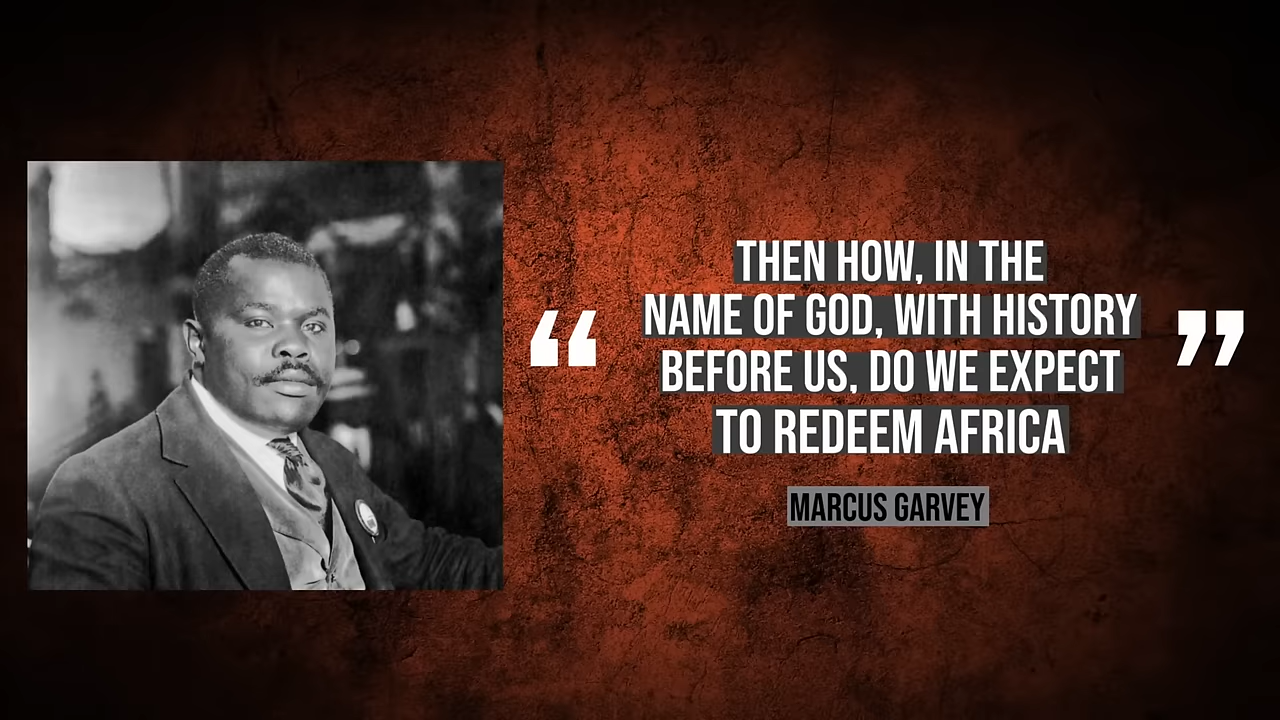 “ THEN HOW, IN THE
NAME OF GOD, WITH HISTORY
BEFORE US, DO WE EXPECT
TO REDEEM AFRICA ”
MARCUS GARVEY